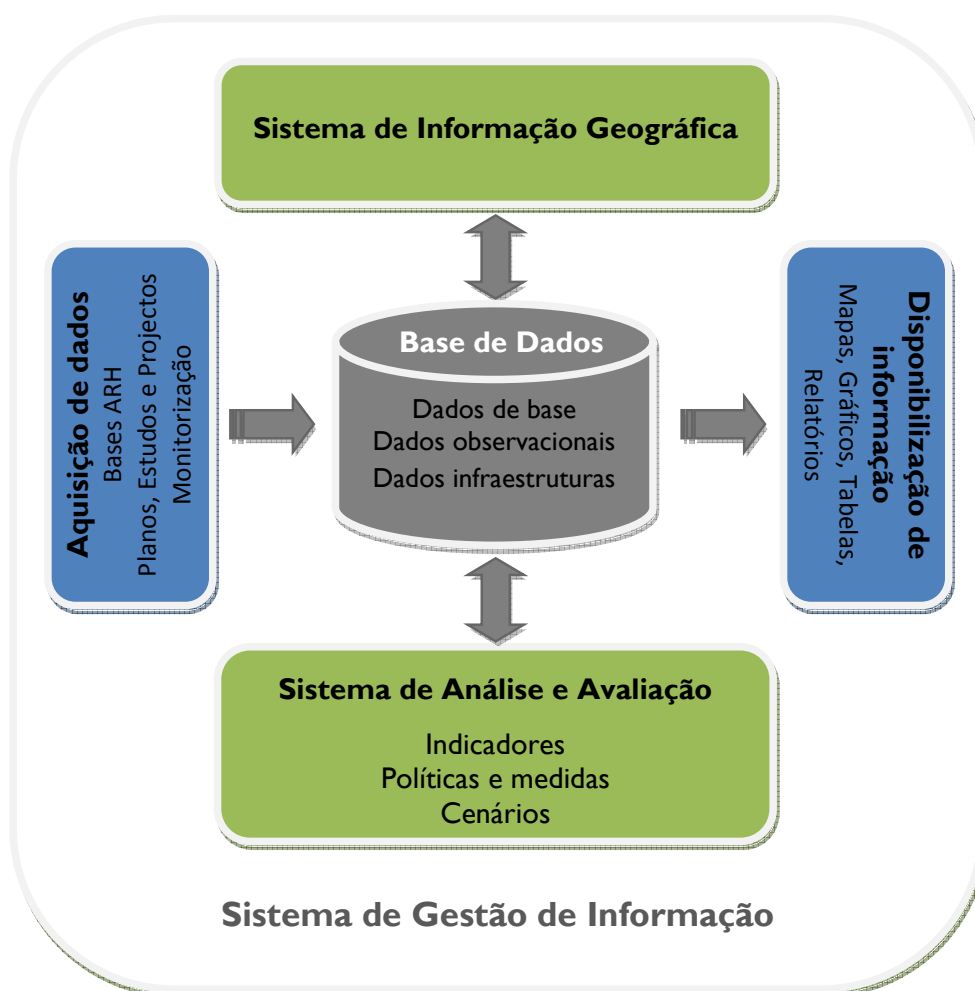 Sistema de Informação Geográfica
Aquisição de dados
Bases ARH
Planos, Estudos e Projectos
Monitorização
Base de Dados
Dados de base
Dados observacionais
Dados infraestruturas
Disponibilização de
informação
Mapas, Gráficos, Tabelas,
Relatórios
Sistema de Análise e Avaliação
Indicadores
Políticas e medidas
Cenários
Sistema de Gestão de Informação